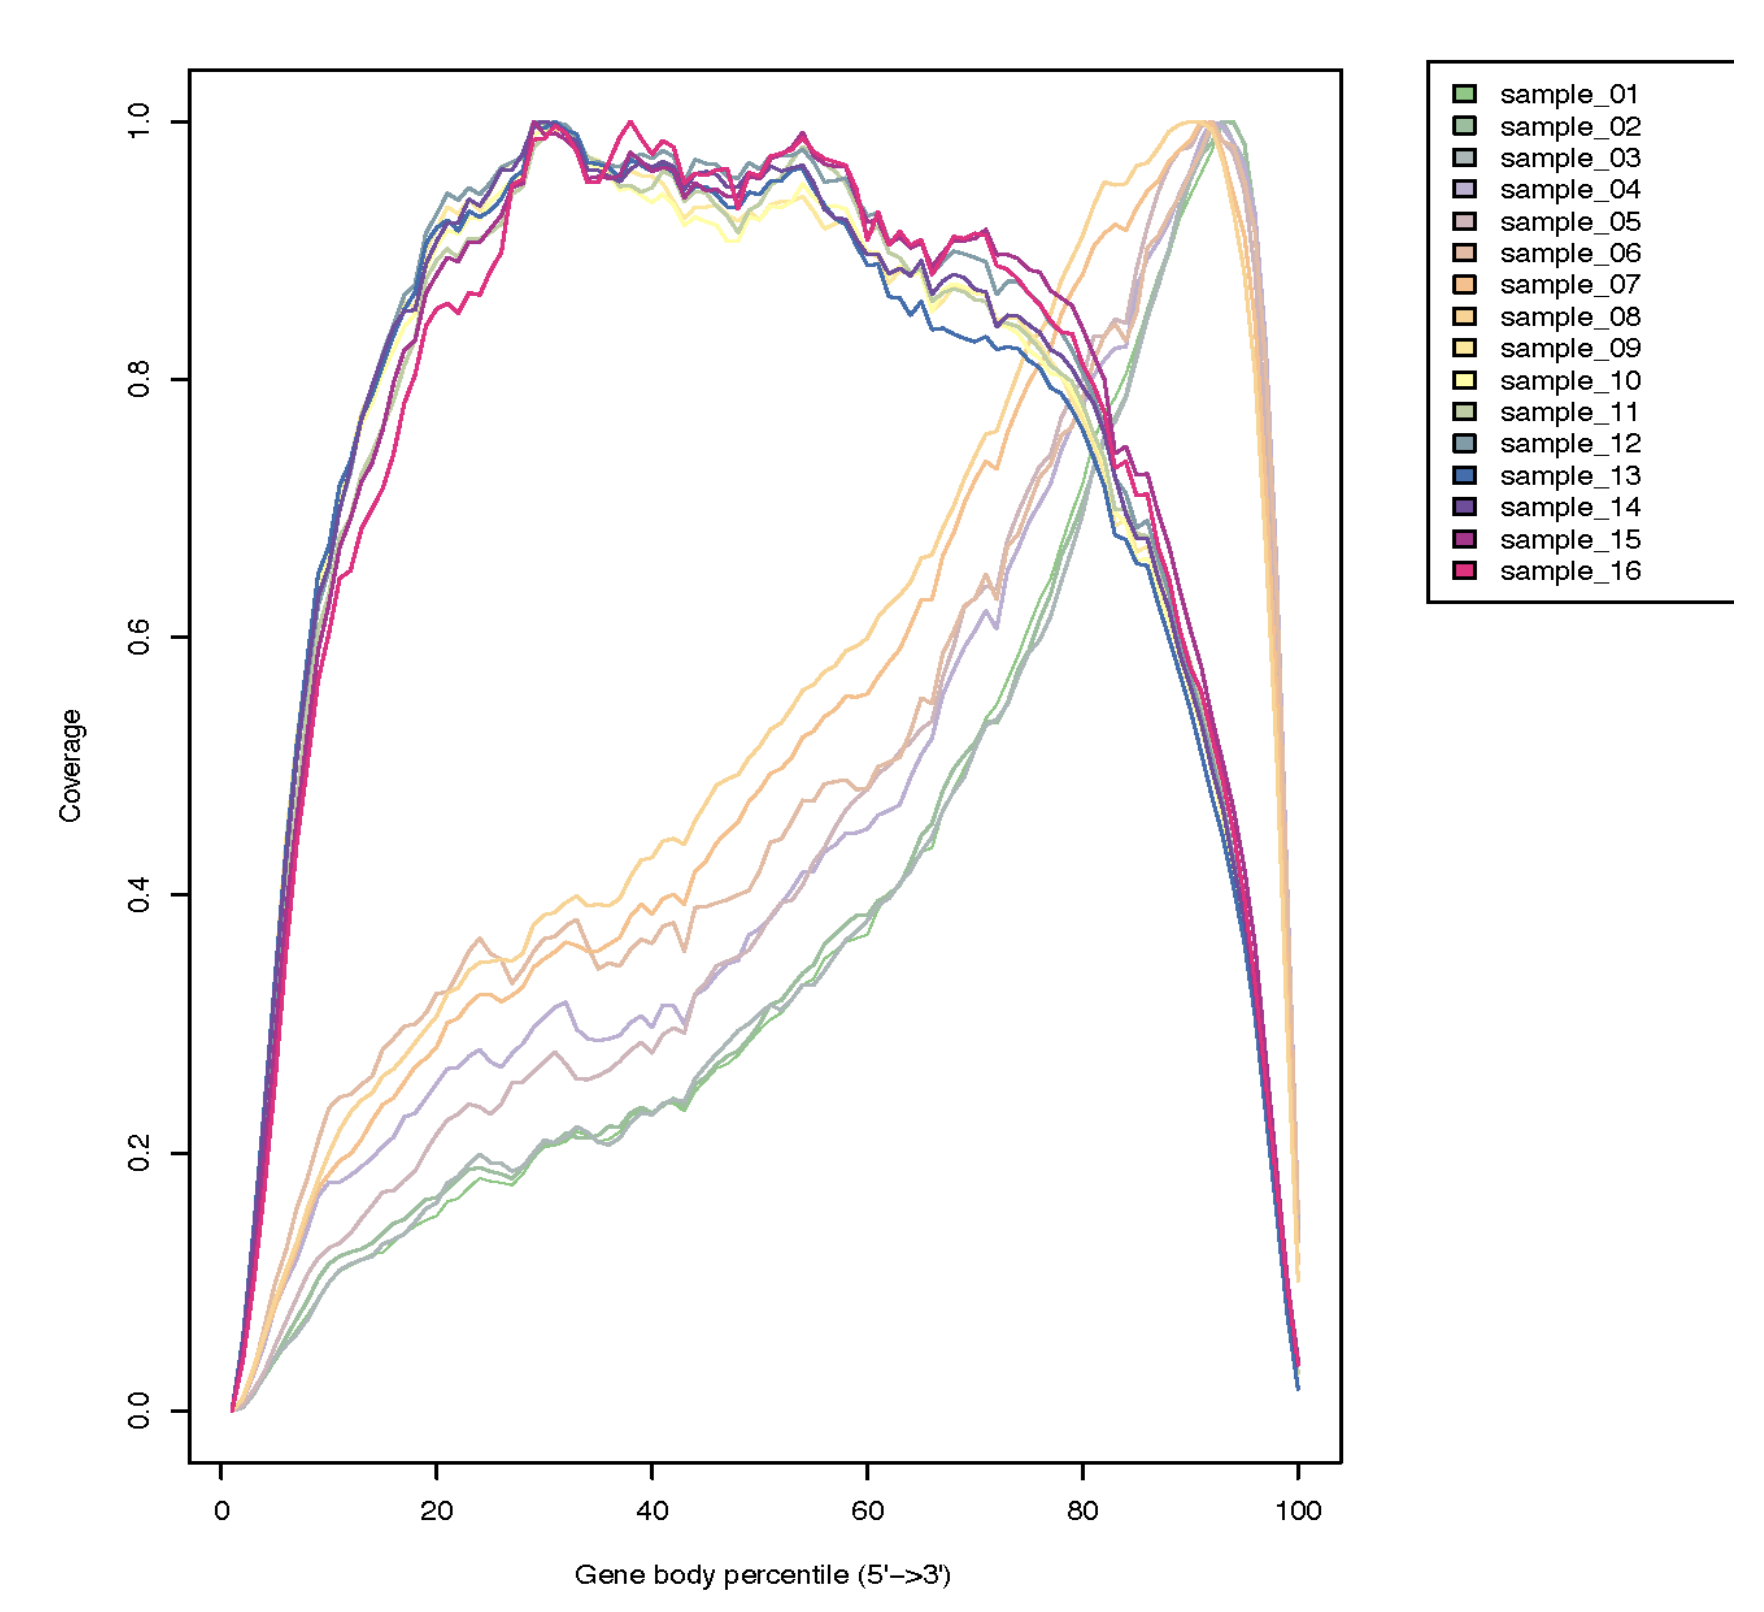 sample_01
sample_02
sample_03
sample_04
sample_05
sample_06
sample_07
sample_08
sample_09
sample_10
sample_11
sample_12
sample_13
sample_14
sample_15
sample_16
1.0
0.8
0.6
0.4
0.2
0.0
Coverage
0 20 40 60 80 100
Gene body percentile (5'->3')